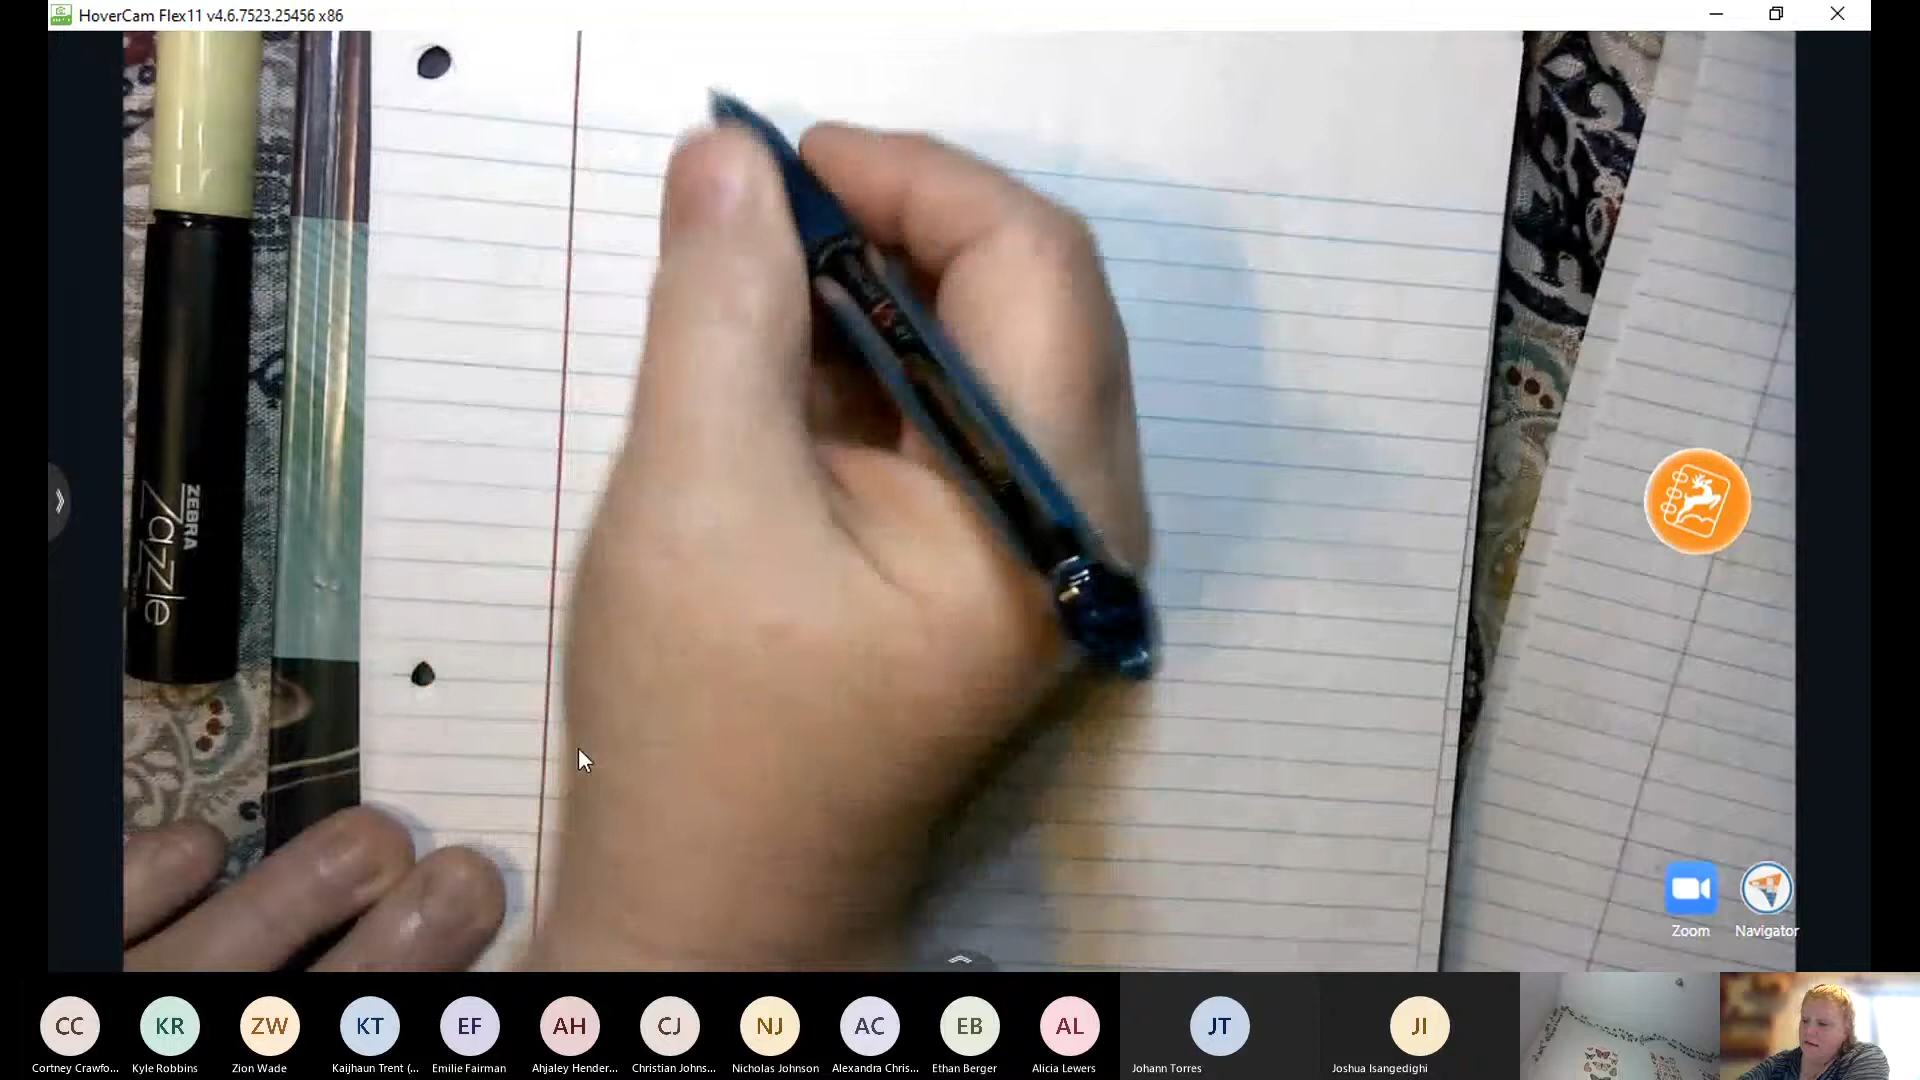 HoverCam Flex11 v4.6.7523.25456 x86
ZEBRA
Zazzle
Zoom
Navigator
CC
KR
ZW
KT
EF
AH
CJ
NJ
AC
EB
AL
JT
JI
Cortney Crawfo...
Kyle Robbins
Zion Wade
Kaijhaun Trent (...
Emilie Fairman
Ahjaley Hender...
Christian Johns...
Nicholas Johnson
Alexandra Chris...
Ethan Berger
Alicia Lewers
Johann Torres
Joshua Isangedighi